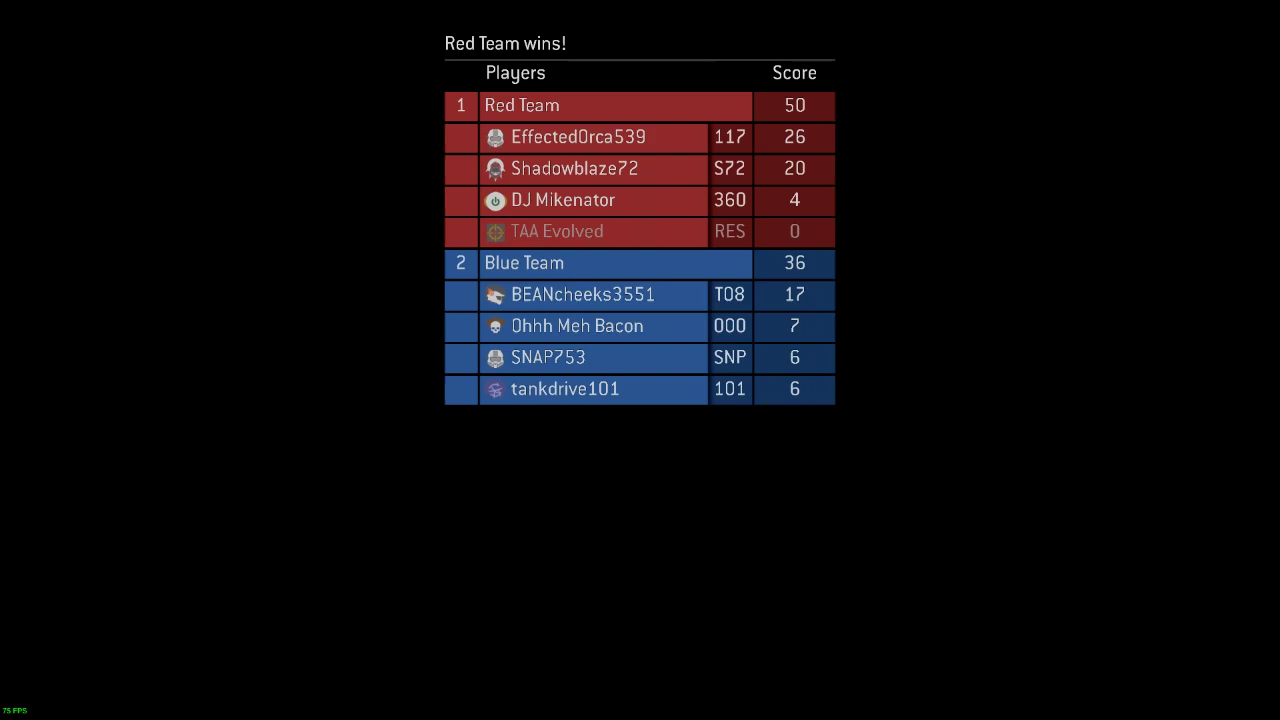 Red Team wins!
Players Score
1 Red Team 50
EffectedOrca539 117 26
Shadowblaze72 S72 20
DJ Mikenator 360 4
TAA Evolved RES 0
2 Blue Team 36
BEANcheeks3551 T08 17
Ohhh Meh Bacon 000 7
SNAP753 SNP 6
tankdrive101 101 6
75 FPS